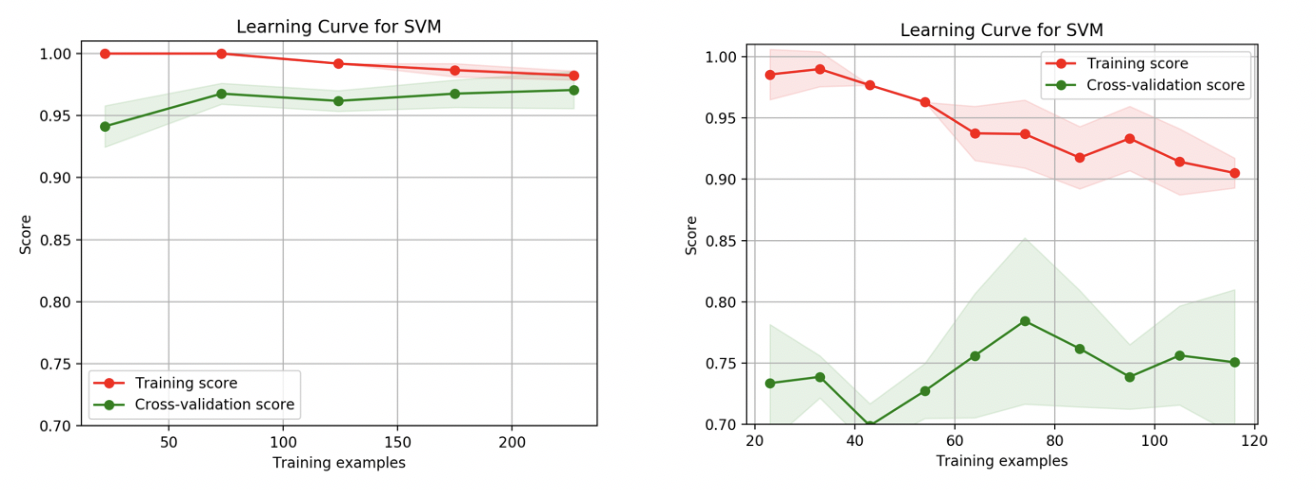 Learning Curve for SVM
1.00
0.95
0.90
0.85
0.80
0.75
0.70
Score
Training score
Cross-validation score
50 100 150 200
Training examples
Learning Curve for SVM
1.00
0.95
0.90
0.85
0.80
0.75
0.70
Score
Training score
Cross-validation score
20 40 60 80 100 120
Training examples